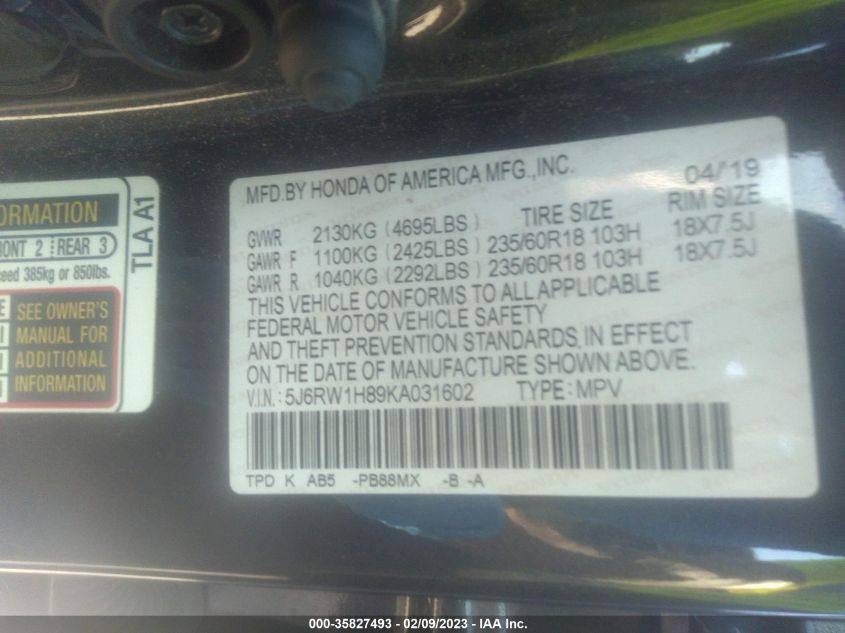 ORMATION
RONT 2 REAR 3
ceed 385kg or 850lbs.
SEE OWNER'S
MANUAL FOR
ADDITIONAL
INFORMATION
TLA A1
MFD.BY HONDA OF AMERICA MFG.,INC. 04/'19
TIRE SIZE RIM SIZE
GVWR 2130KG (4695LBS)
GAWR F 1100KG (2425LBS) 235/60R18 103H 18X7.5J
GAWR R 1040KG (2292LBS) 235/60R18 103H 18X7.5J
THIS VEHICLE CONFORMS TO ALL APPLICABLE
FEDERAL MOTOR VEHICLE SAFETY
AND THEFT PREVENTION STANDARDS IN EFFECT
ON THE DATE OF MANUFACTURE SHOWN ABOVE.
V.I.N.: 5J6RW1H89KA031602 TYPE: MPV
TPD K AB5 -PB88MX -B -A
000-35827493 - 02/09/2023 - IAA Inc.